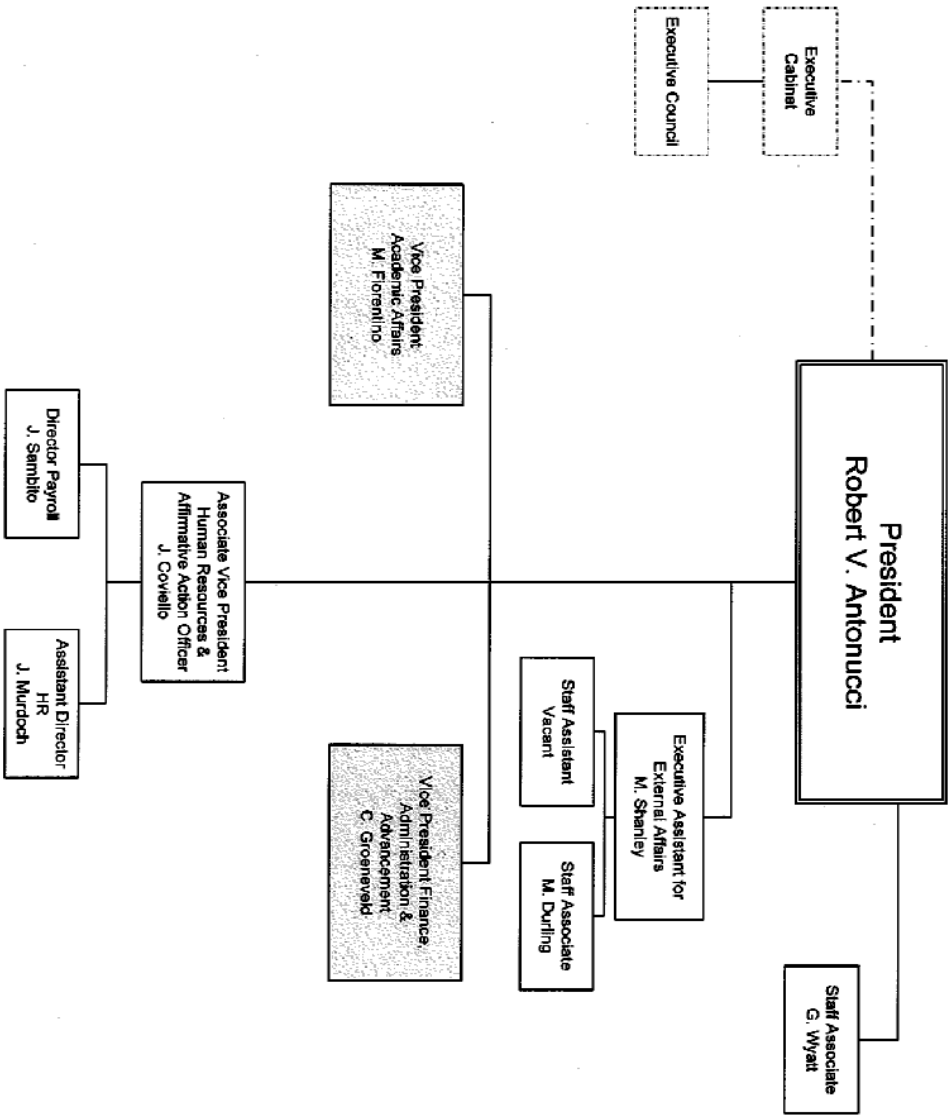 President
Robert V. Antonucci
Executive
Cabinet
Executive Council
Staff Associate
G. Wyatt
Executive Assistant for
External Affairs
M. Shanley
Staff Assistant
Vacant
Staff Associate
M. Durling
Vice President
Academic Affairs
M. Fiorentino
Vice President Finance,
Administration &
Advancement
C. Groeneveld
Associate Vice President
Human Resources &
Affirmative Action Officer
J. Coviello
Director Payroll
J. Sambito
Assistant Director
HR
J. Murdoch